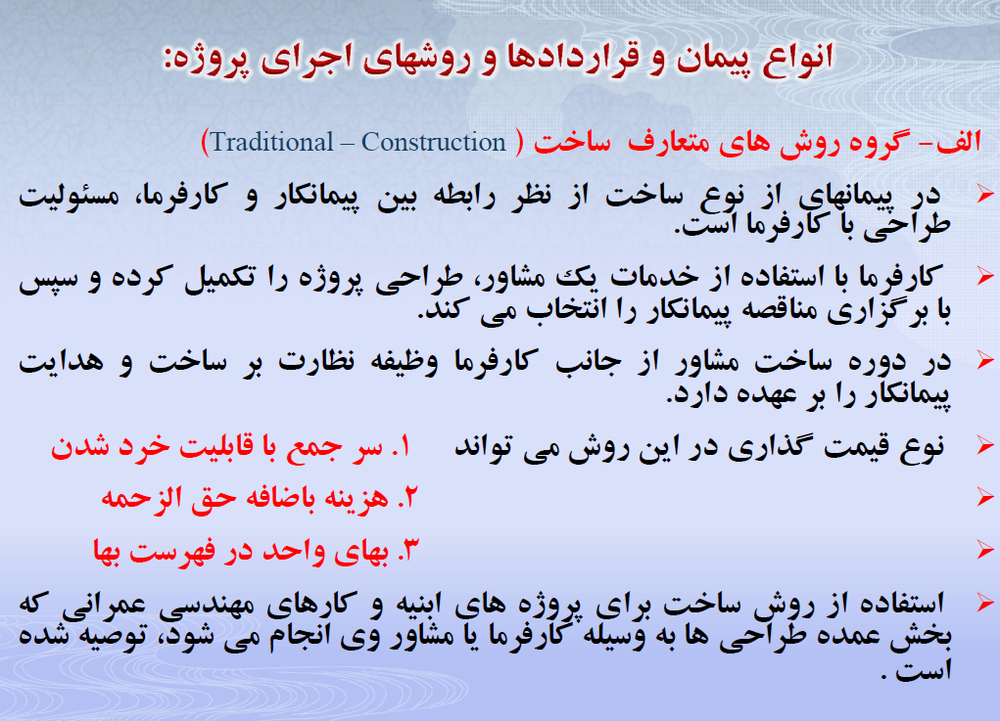 انواع پیمان و قراردادها و روشهای اجرای پروژه:
الف- گروه روش های متعارف ساخت ( Traditional – Construction)
در پیمانهای از نوع ساخت از نظر رابطه بین پیمانکار و کارفرما، مسئولیت
طراحی با کارفرما است.
کارفرما با استفاده از خدمات یک مشاور، طراحی پروژه را تکمیل کرده و سپس
با برگزاری مناقصه پیمانکار را انتخاب می کند.
در دوره ساخت مشاور از جانب کارفرما وظیفه نظارت بر ساخت و هدایت
پیمانکار را بر عهده دارد.
نوع قیمت گذاری در این روش می تواند ۱. سر جمع با قابلیت خرد شدن
۲. هزینه باضافه حق الزحمه
۳. بهای واحد در فهرست بها
استفاده از روش ساخت برای پروژه های ابنیه و کارهای مهندسی عمرانی که
بخش عمده طراحی ها به وسیله کارفرما یا مشاور وی انجام می شود، توصیه شده
است .